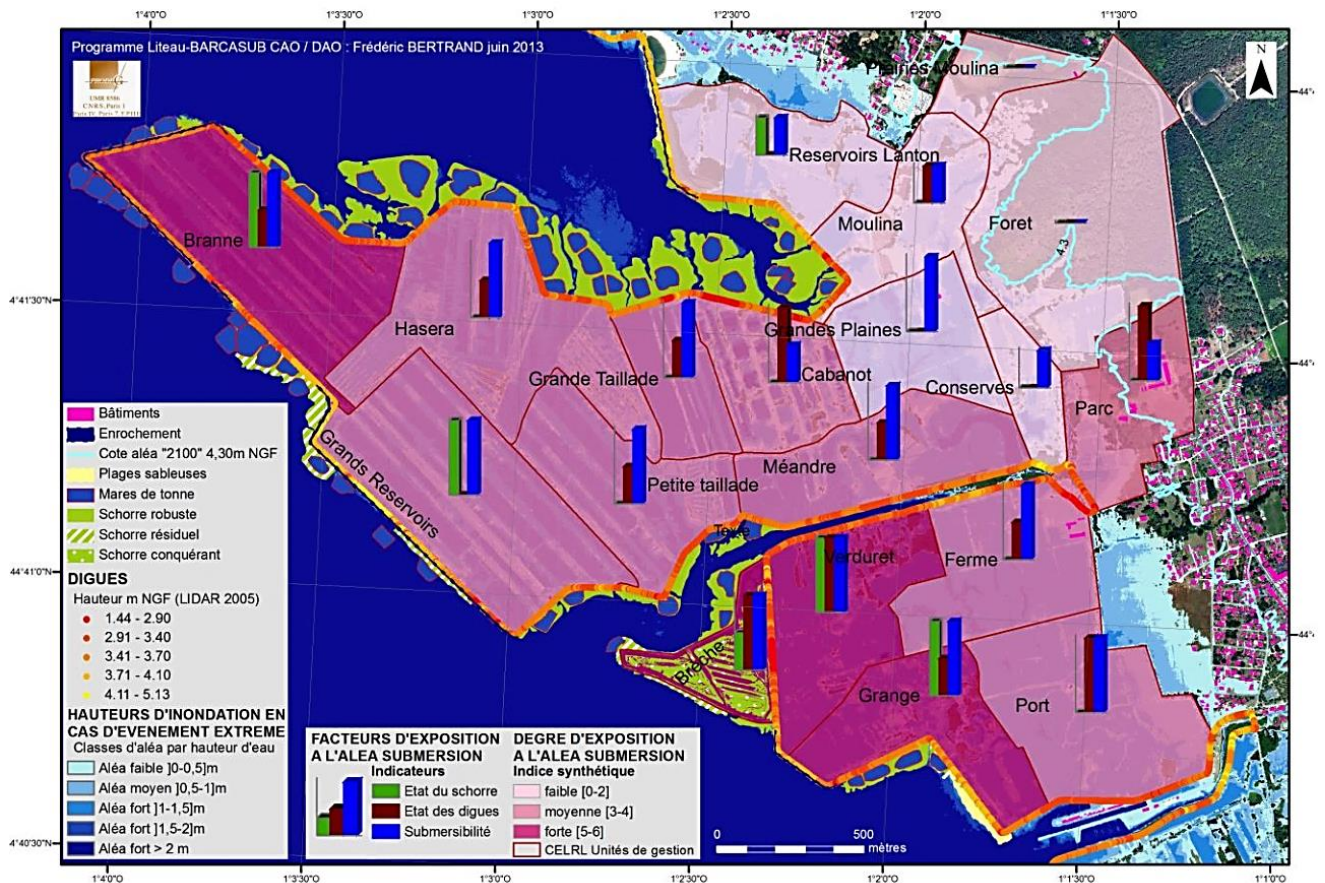 1°4'0"O
1°3'30"O
1°3'0"O
1°2'30"O
1°2'0"O
1°1'30"O
Programme Liteau-BARCASUB CAO / DAO : Frédéric BERTRAND juin 2013
UMR 8586
CNRS, Paris 1
N
44°
Plaines Moulina
Reservoirs Lanton
Moulina
Foret
4.3
Branne
4°41'30"N
Hasera
Grandes Plaines
44°
Grande Taillade
Cabanot
Conserves
Parc
Grands Reservoirs
Méandre
Petite taillade
Verduret
Ferme
44°41'0"N
44°
Brèche
Grange
Port
Bâtiments
Enrochement
Cote aléa "2100" 4,30m NGF
Plages sableuses
Mares de tonne
Schorre robuste
Schorre résiduel
Schorre conquérant
DIGUES
Hauteur m NGF (LIDAR 2005)
1.44 - 2.90
2.91 - 3.40
3.41 - 3.70
3.71 - 4.10
4.11 - 5.13
HAUTEURS D'INONDATION EN
CAS D'EVENEMENT EXTREME
Classes d'aléa par hauteur d'eau
Aléa faible ]0-0,5]m
Aléa moyen ]0,5-1]m
Aléa fort ]1-1,5]m
Aléa fort ]1,5-2]m
Aléa fort > 2 m
FACTEURS D'EXPOSITION
A L'ALEA SUBMERSION
Indicateurs
Etat du schorre
Etat des digues
Submersibilité
DEGRE D'EXPOSITION
A L'ALEA SUBMERSION
Indice synthétique
faible [0-2]
moyenne [3-4]
forte [5-6]
CELRL Unités de gestion
0
500
mètres
4°40'30"N
1°4'0"O
1°3'30"O
1°3'0"O
1°2'30"O
1°2'0"O
1°1'30"O
1°1'0"O